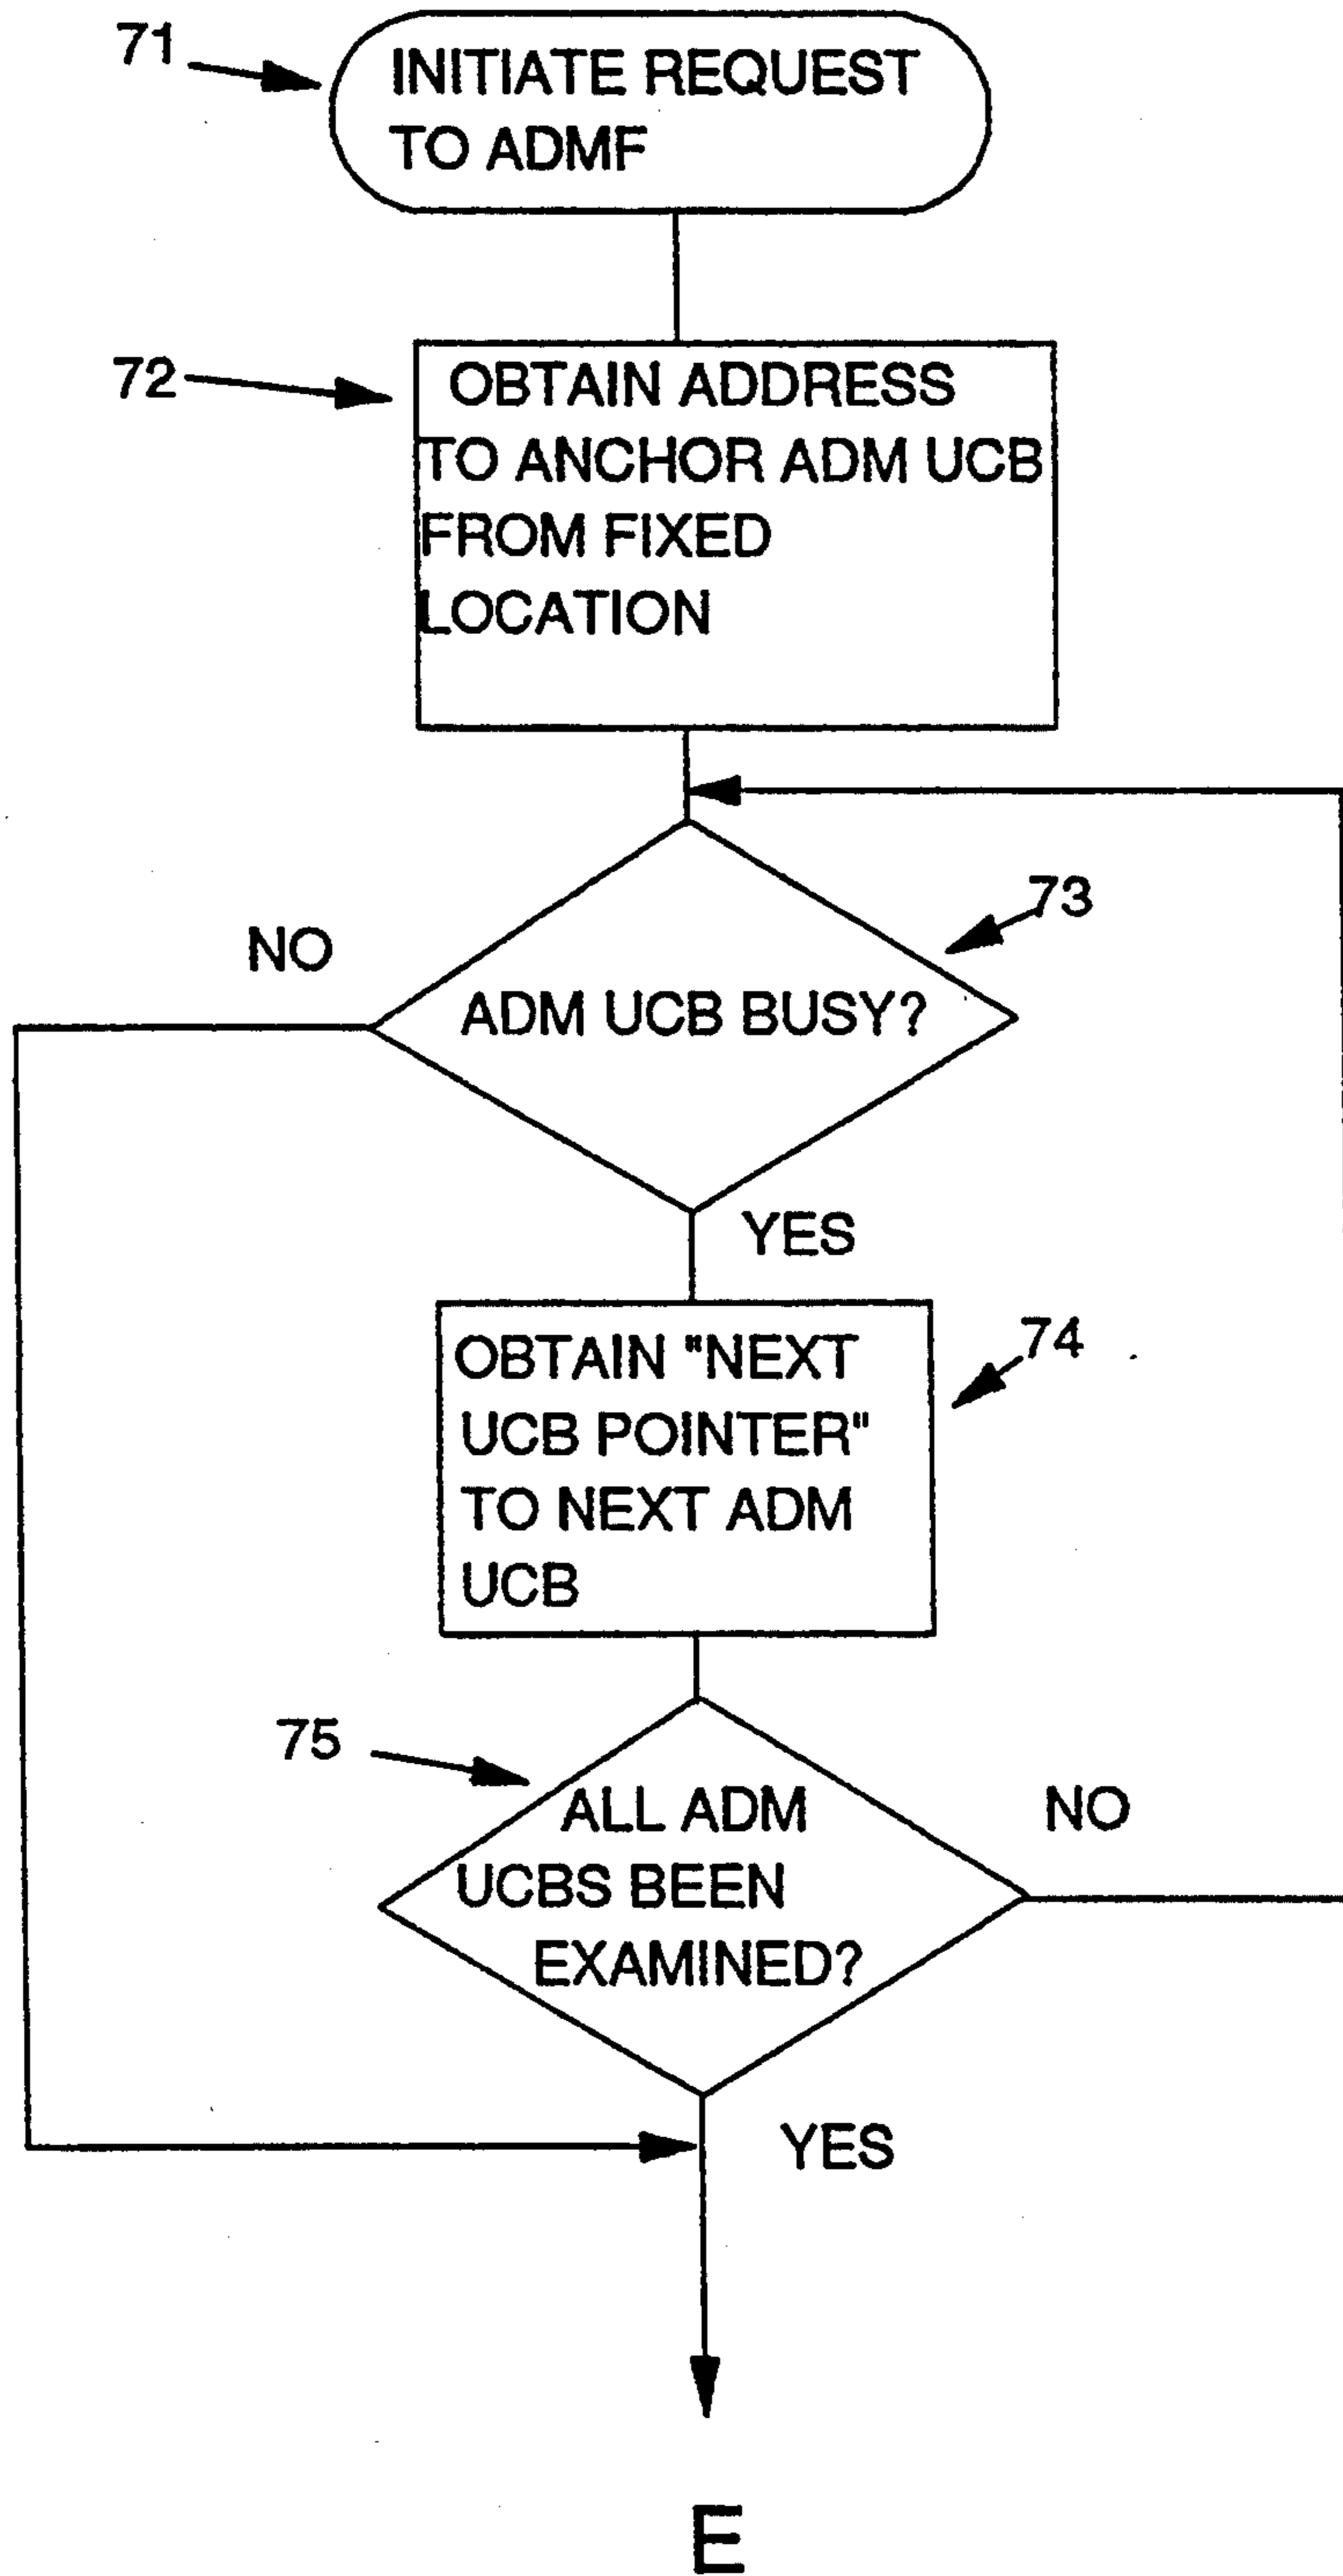 71
INITIATE REQUEST
TO ADMF
72
OBTAIN ADDRESS
TO ANCHOR ADM UCB
FROM FIXED
LOCATION
73
NO
ADM UCB BUSY?
YES
74
OBTAIN "NEXT
UCB POINTER"
TO NEXT ADM
UCB
75
ALL ADM
UCBS BEEN
EXAMINED?
NO
YES
E